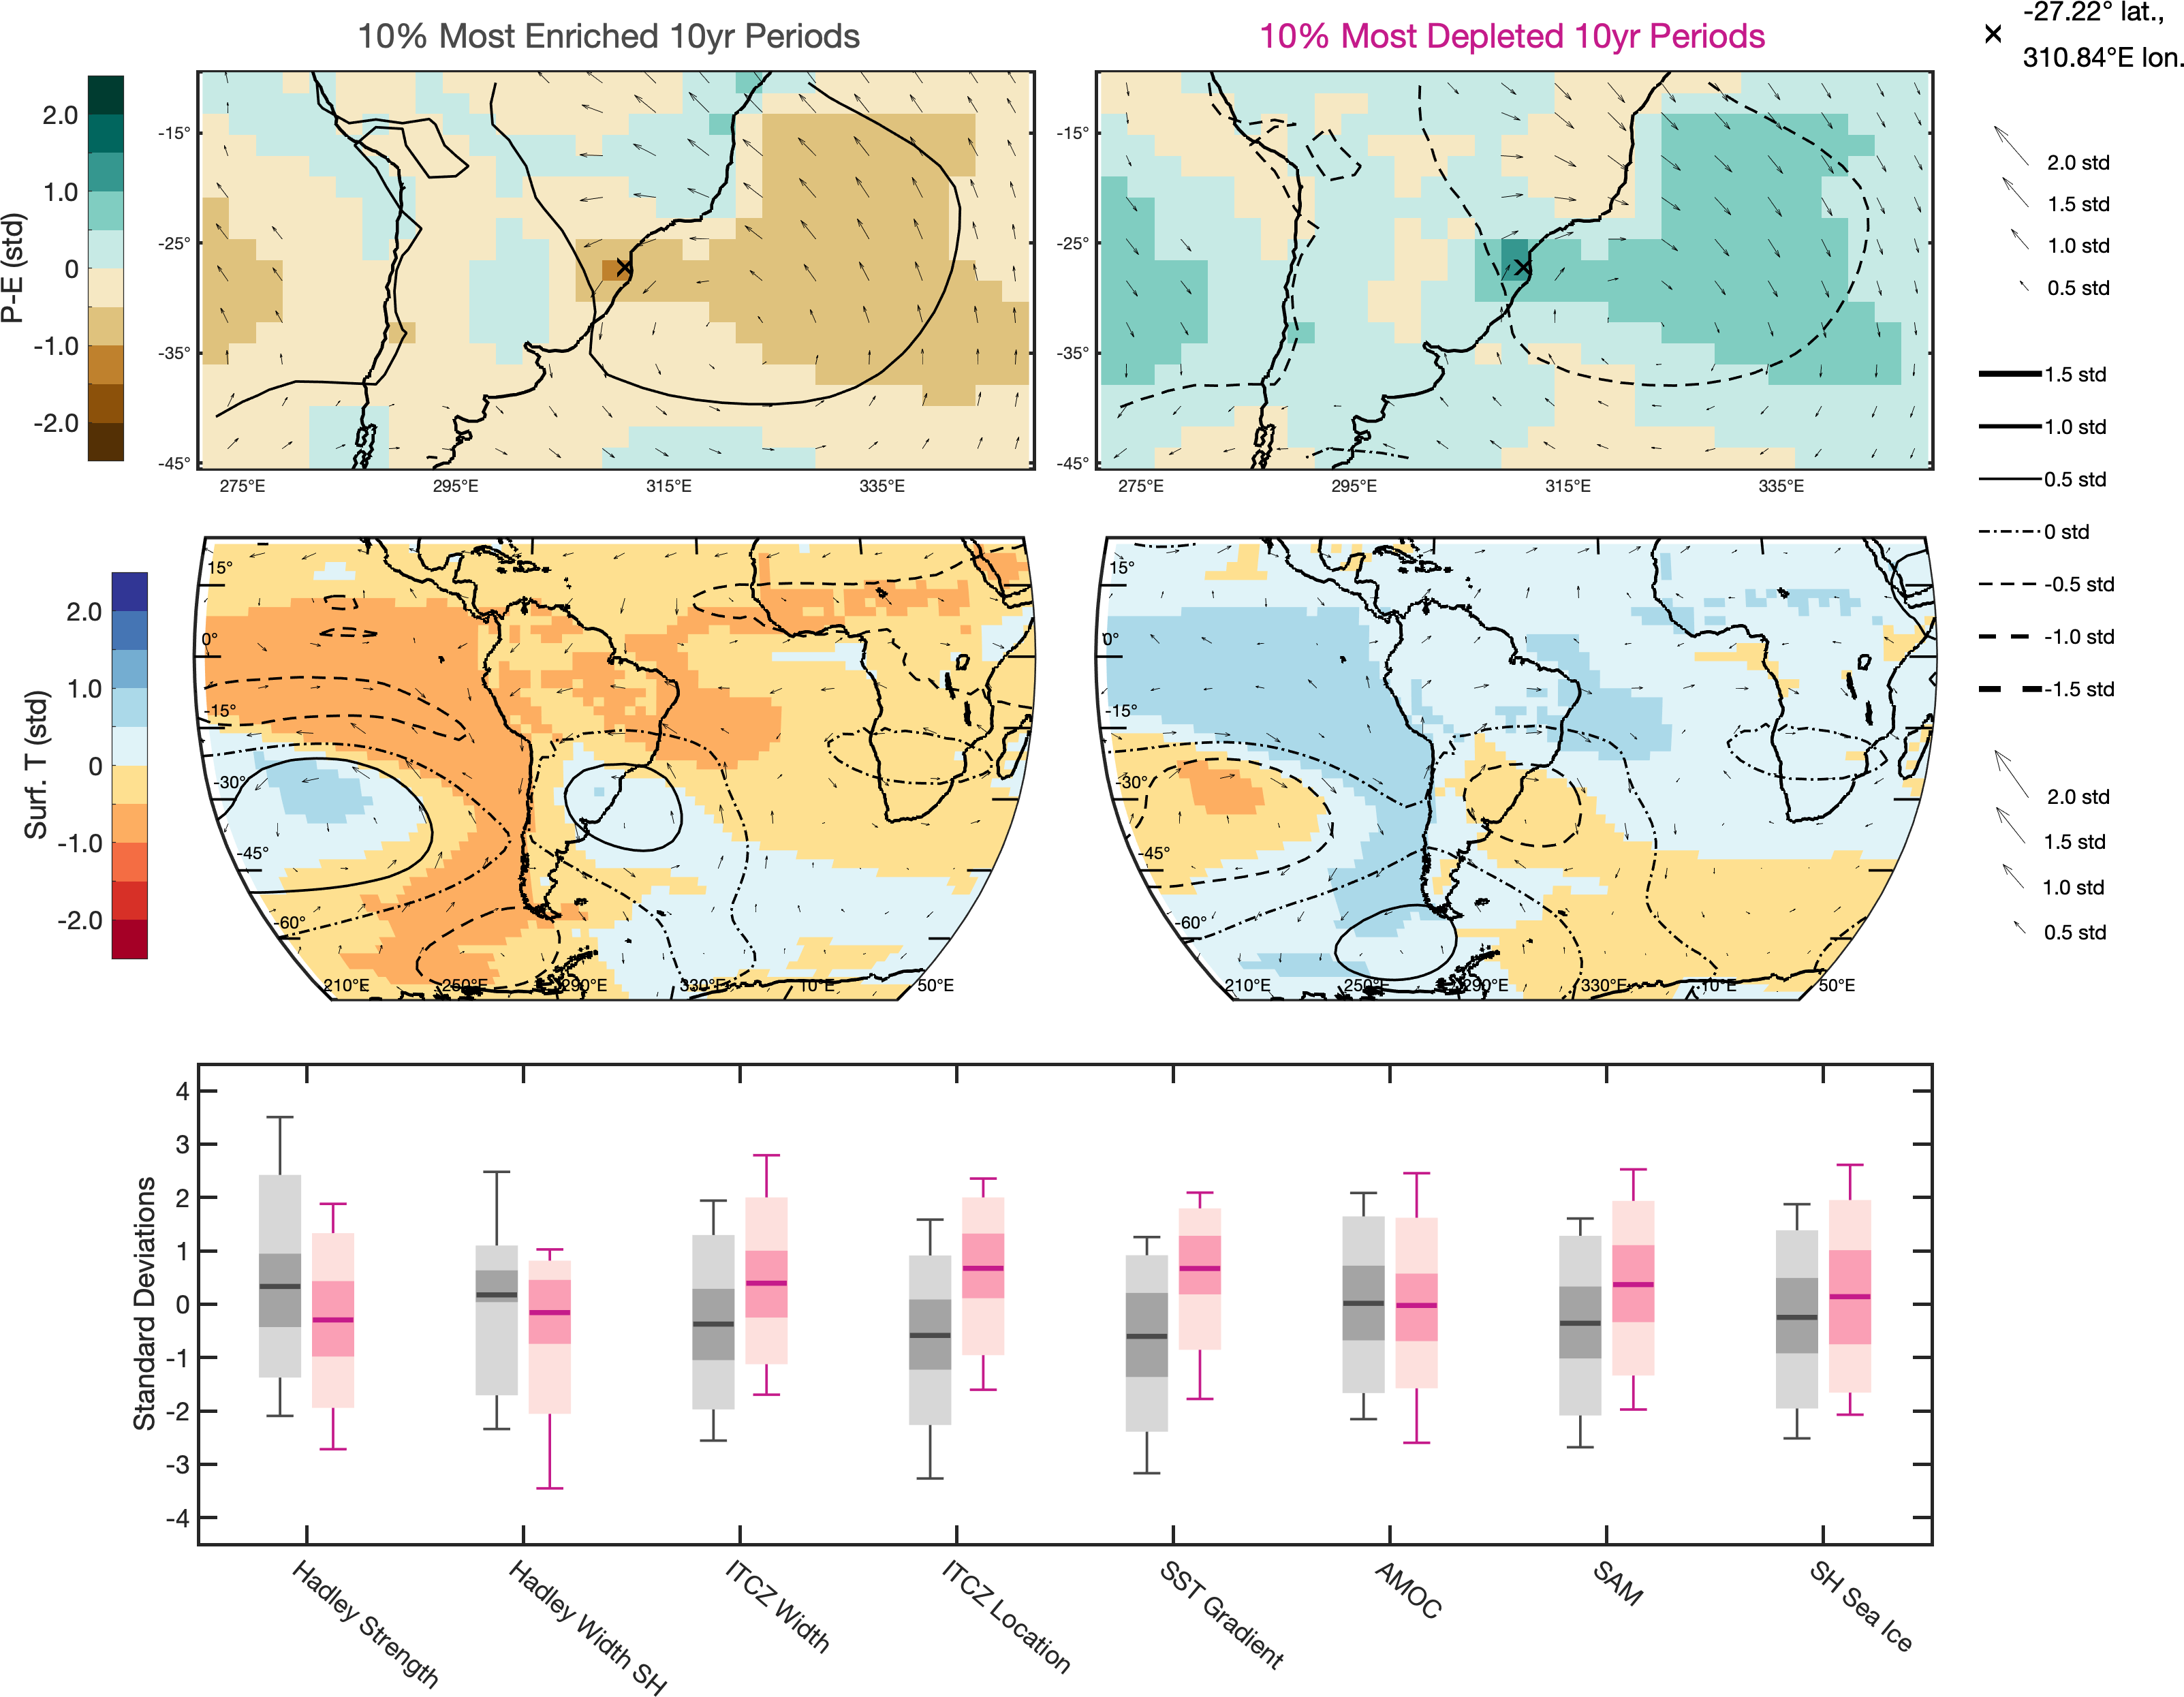 10% Most Enriched 10yr Periods
10% Most Depleted 10yr Periods
-27.22° lat.,
310.84°E lon.
P-E (std)
2.0
1.0
0
-1.0
-2.0
-15°
-25°
-35°
-45°
275°E
295°E
315°E
335°E
-15°
-25°
-35°
-45°
275°E
295°E
315°E
335°E
2.0 std
1.5 std
1.0 std
0.5 std
1.5 std
1.0 std
0.5 std
0 std
-0.5 std
-1.0 std
-1.5 std
Surf. T (std)
2.0
1.0
0
-1.0
-2.0
15°
0°
-15°
-30°
-45°
-60°
210°E
250°E
290°E
330°E
10°E
50°E
15°
0°
-15°
-30°
-45°
-60°
210°E
250°E
290°E
330°E
10°E
50°E
2.0 std
1.5 std
1.0 std
0.5 std
Standard Deviations
4
3
2
1
0
-1
-2
-3
-4
Hadley Strength
Hadley Width SH
ITCZ Width
ITCZ Location
SST Gradient
AMOC
SAM
SH Sea Ice